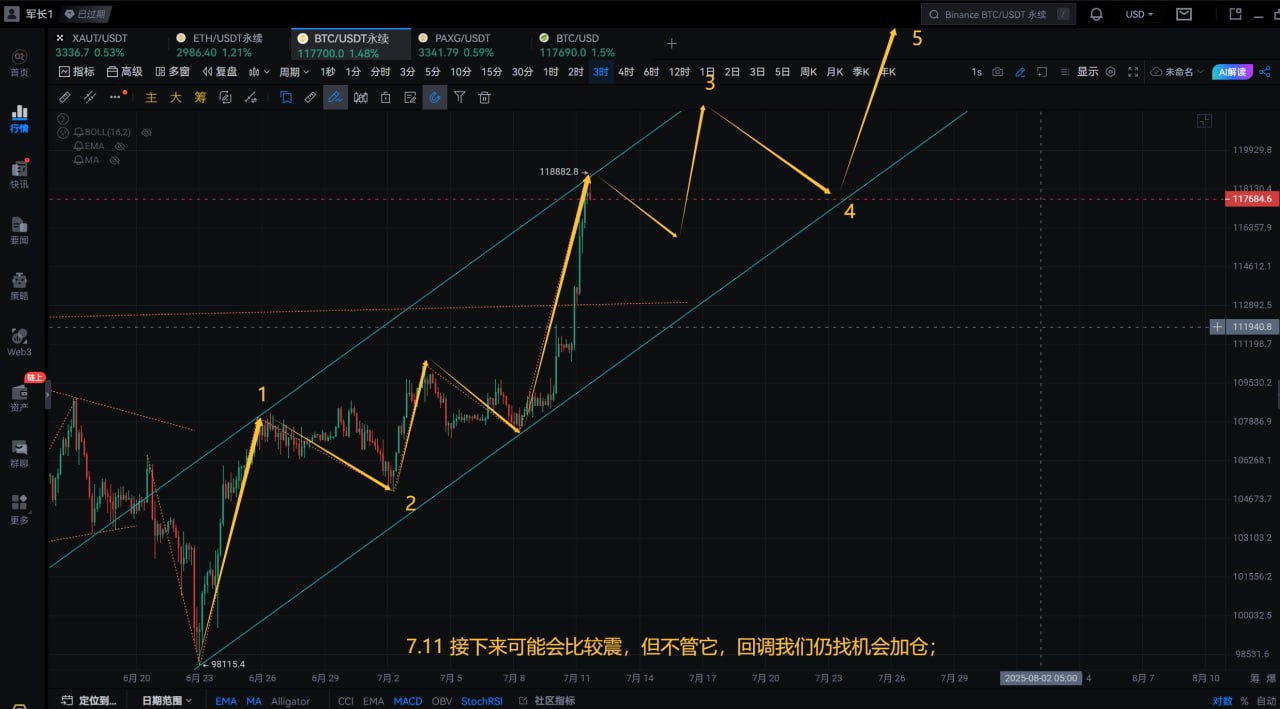 军长1 已过期 Binance BTC/USDT 永续 / USD
XAUT/USDT ETH/USDT永续 BTC/USDT永续 PAXG/USDT BTC/USD
3336.7 0.53% 2986.40 1.21% 117700.0 1.48% 3341.79 0.59% 117690.0 1.5%
指标 高级 多图 复盘 周期 1秒 1分 分时 3分 5分 10分 15分 30分 1时 2时 3时 4时 6时 12时 1日 2日 3日 5日 周K 月K 季K 年K 1s 显示 未命名 AI解读
主 大 筹
首页
行情
快讯
要闻
策略
Web3
链上
资产
群聊
更多
BOLL(16,2)
EMA
MA
5
3
118882.8
4
1
2
98115.4
7.11 接下来可能会比较震，但不管它，回调我们仍找机会加仓；
119929.8
118130.4
117684.6
116357.9
114612.1
112892.5
111940.8
111198.7
109530.2
107886.9
106268.1
104673.7
103103.2
101556.2
100032.5
98531.6
6月20 6月23 6月26 6月29 7月2 7月5 7月8 7月11 7月14 7月17 7月20 7月23 7月26 7月29 2025-08-02 05:00 4 8月7 8月10 筹 爆
定位到... 日期范围 EMA MA Alligator CCI EMA MACD OBV StochRSI 社区指标 对数 % 自动